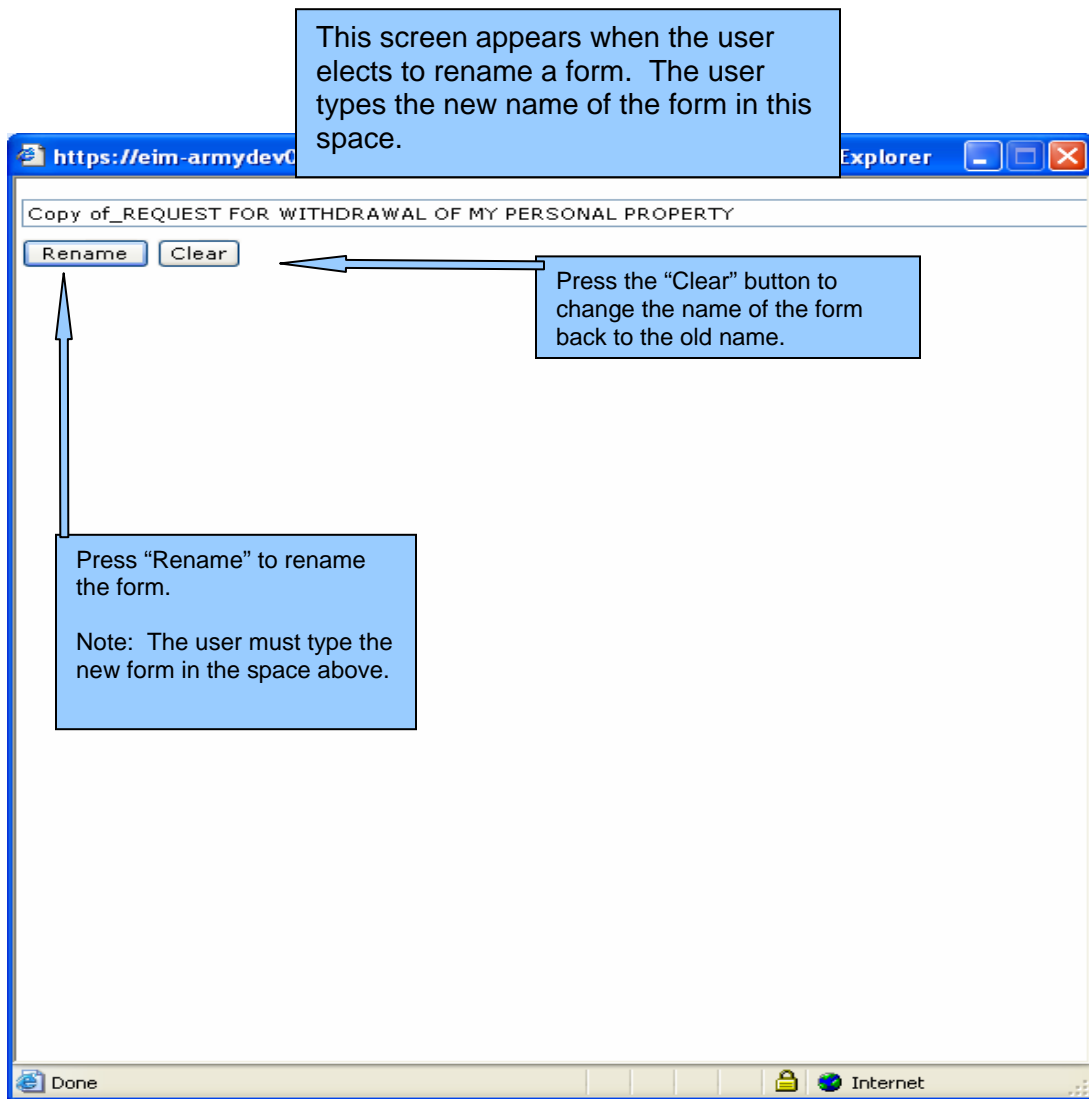 This screen appears when the user
elects to rename a form.  The user
types the new name of the form in this
space.
https://eim-armydev0 Explorer
Copy of_REQUEST FOR WITHDRAWAL OF MY PERSONAL PROPERTY
Rename Clear
Press the “Clear” button to
change the name of the form
back to the old name.
Press “Rename” to rename
the form.
Note:  The user must type the
new form in the space above.
Done Internet